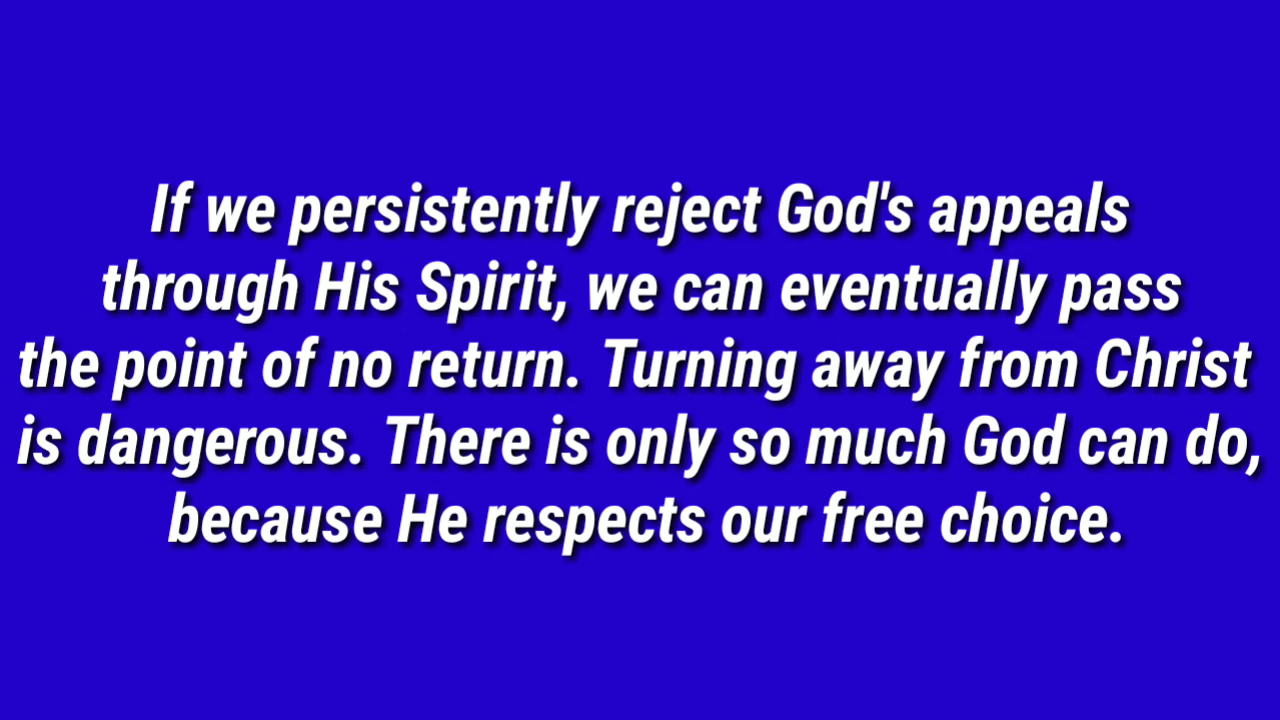 If we persistently reject God's appeals
through His Spirit, we can eventually pass
the point of no return. Turning away from Christ
is dangerous. There is only so much God can do,
because He respects our free choice.